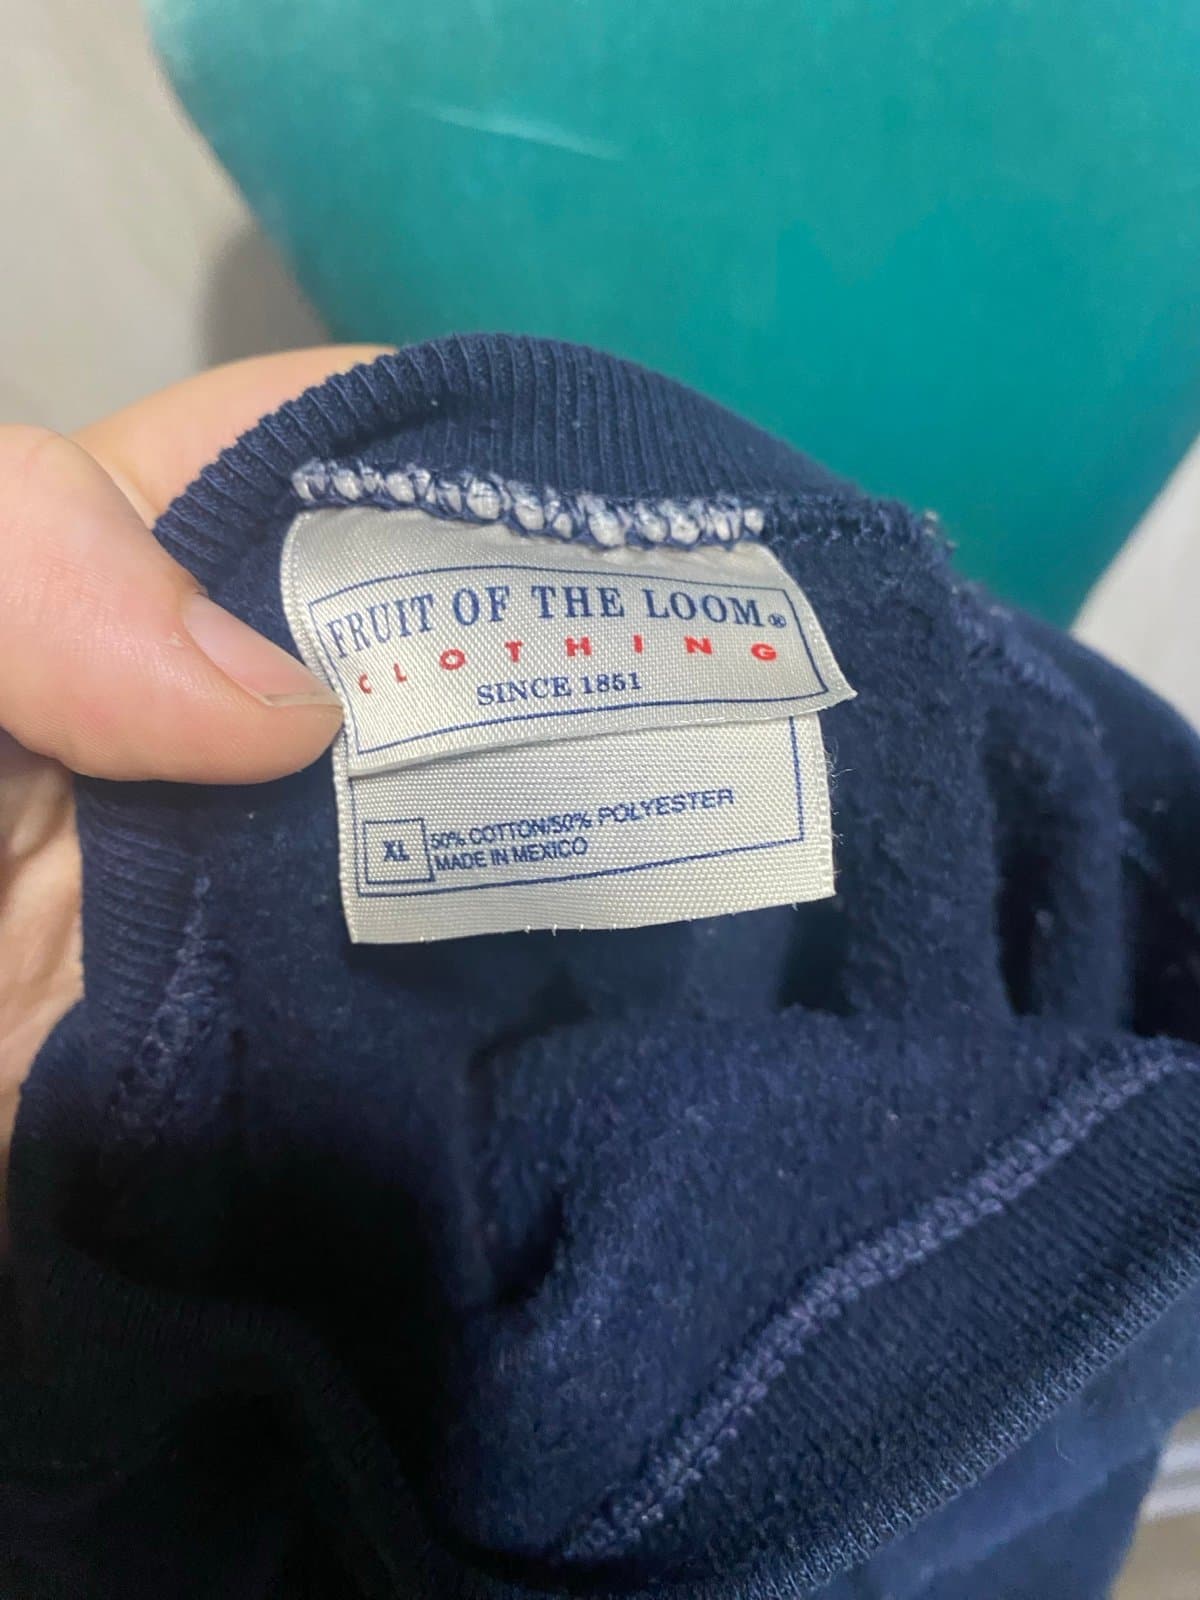 FRUIT OF THE LOOM®
CLOTHING
SINCE 1851
XL
50% COTTON/50% POLYESTER
MADE IN MEXICO